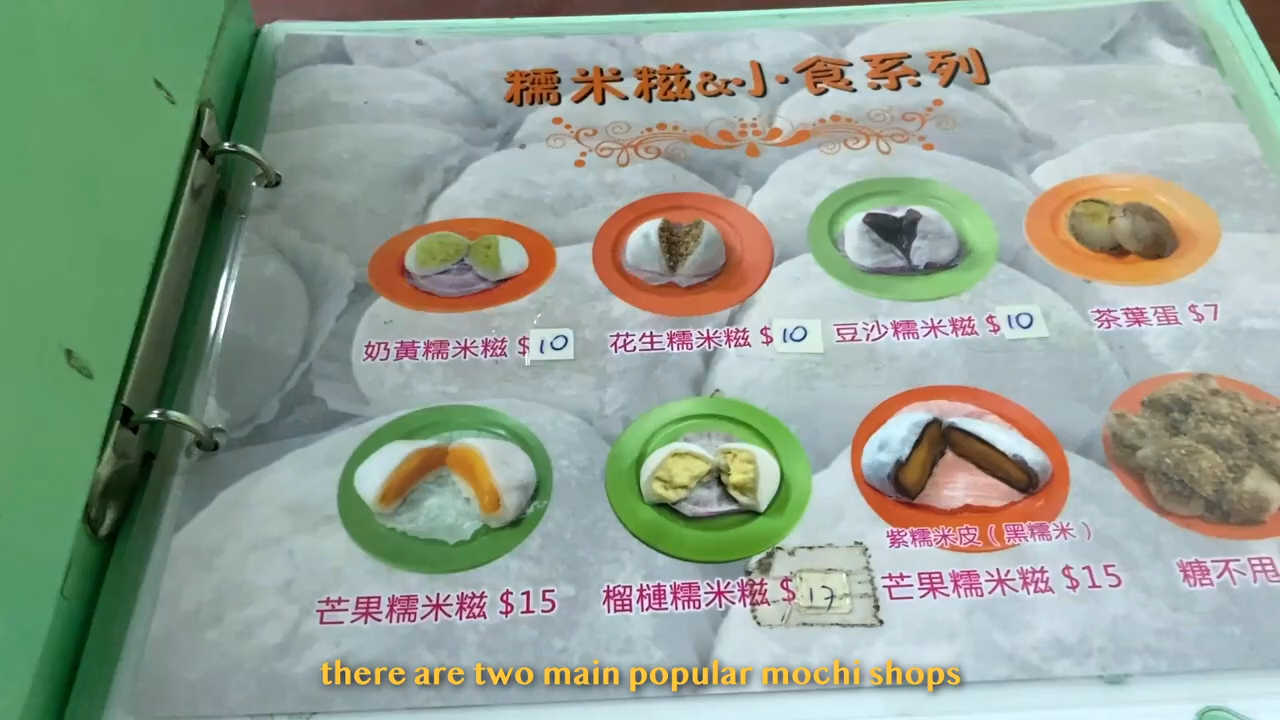 糯米糍&小食系列
奶黃糯米糍 $10
花生糯米糍 $10
豆沙糯米糍 $10
茶葉蛋 $7
芒果糯米糍 $15
榴槤糯米糍 $17
紫糯米皮（黑糯米）
芒果糯米糍 $15
糖不甩
there are two main popular mochi shops